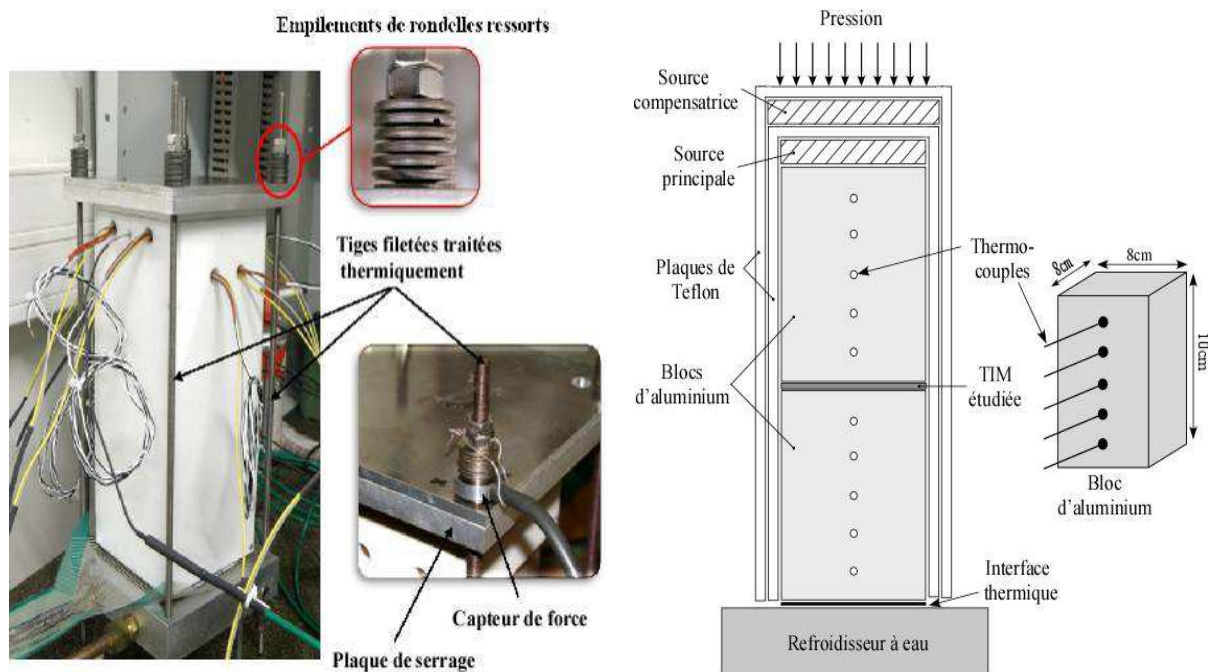 Empilements de rondelles ressorts
Tiges filetées traitées
thermiquement
Capteur de force
Plaque de serrage
Pression
Source
compensatrice
Source
principale
Plaques de
Teflon
Thermo-
couples
Blocs
d'aluminium
TIM
étudiée
Interface
thermique
Refroidisseur à eau
8cm
8cm
10cm
Bloc
d'aluminium